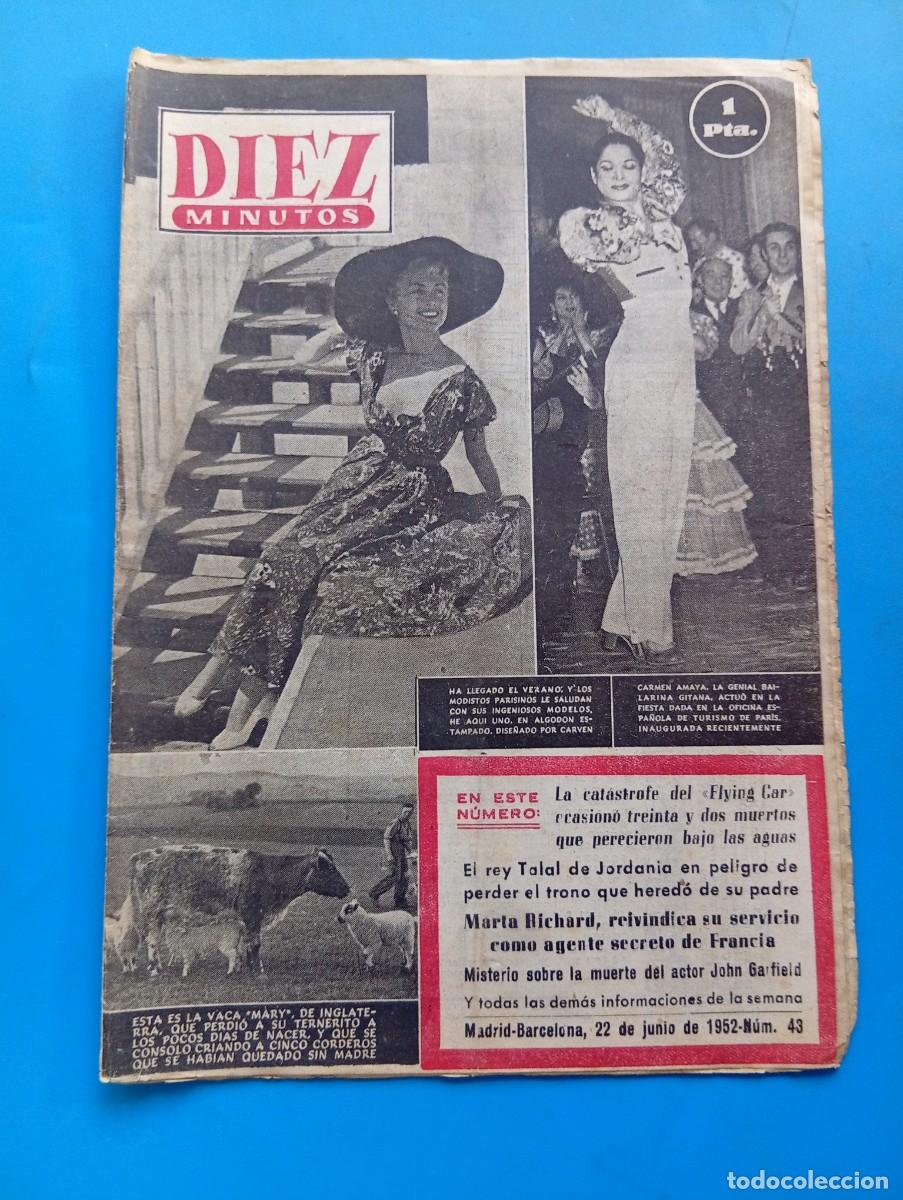 DIEZ
MINUTOS
1
Pta.
HA LLEGADO EL VERANO, Y LOS
MODISTOS PARISINOS LE SALUDAN
CON SUS INGENIOSOS MODELOS,
HE AQUI UNO, EN ALGODON ES-
TAMPADO, DISEÑADO POR CARVEN
CARMEN AMAYA, LA GENIAL BAI-
LARINA GITANA, ACTUÓ EN LA
FIESTA DADA EN LA OFICINA ES-
PAÑOLA DE TURISMO DE PARÍS,
INAUGURADA RECIENTEMENTE
EN ESTE
NÚMERO:
La catástrofe del «Flying Car»
ocasionó treinta y dos muertos
que perecieron bajo las aguas
El rey Talal de Jordania en peligro de
perder el trono que heredó de su padre
Marta Richard, reivindica su servicio
como agente secreto de Francia
Misterio sobre la muerte del actor John Garfield
Y todas las demás informaciones de la semana
Madrid-Barcelona, 22 de junio de 1952-Núm. 43
ESTA ES LA VACA "MARY", DE INGLATE-
RRA, QUE PERDIÓ A SU TERNERITO A
LOS POCOS DIAS DE NACER, Y QUE SE
CONSOLO CRIANDO A CINCO CORDEROS
QUE SE HABIAN QUEDADO SIN MADRE
todocoleccion